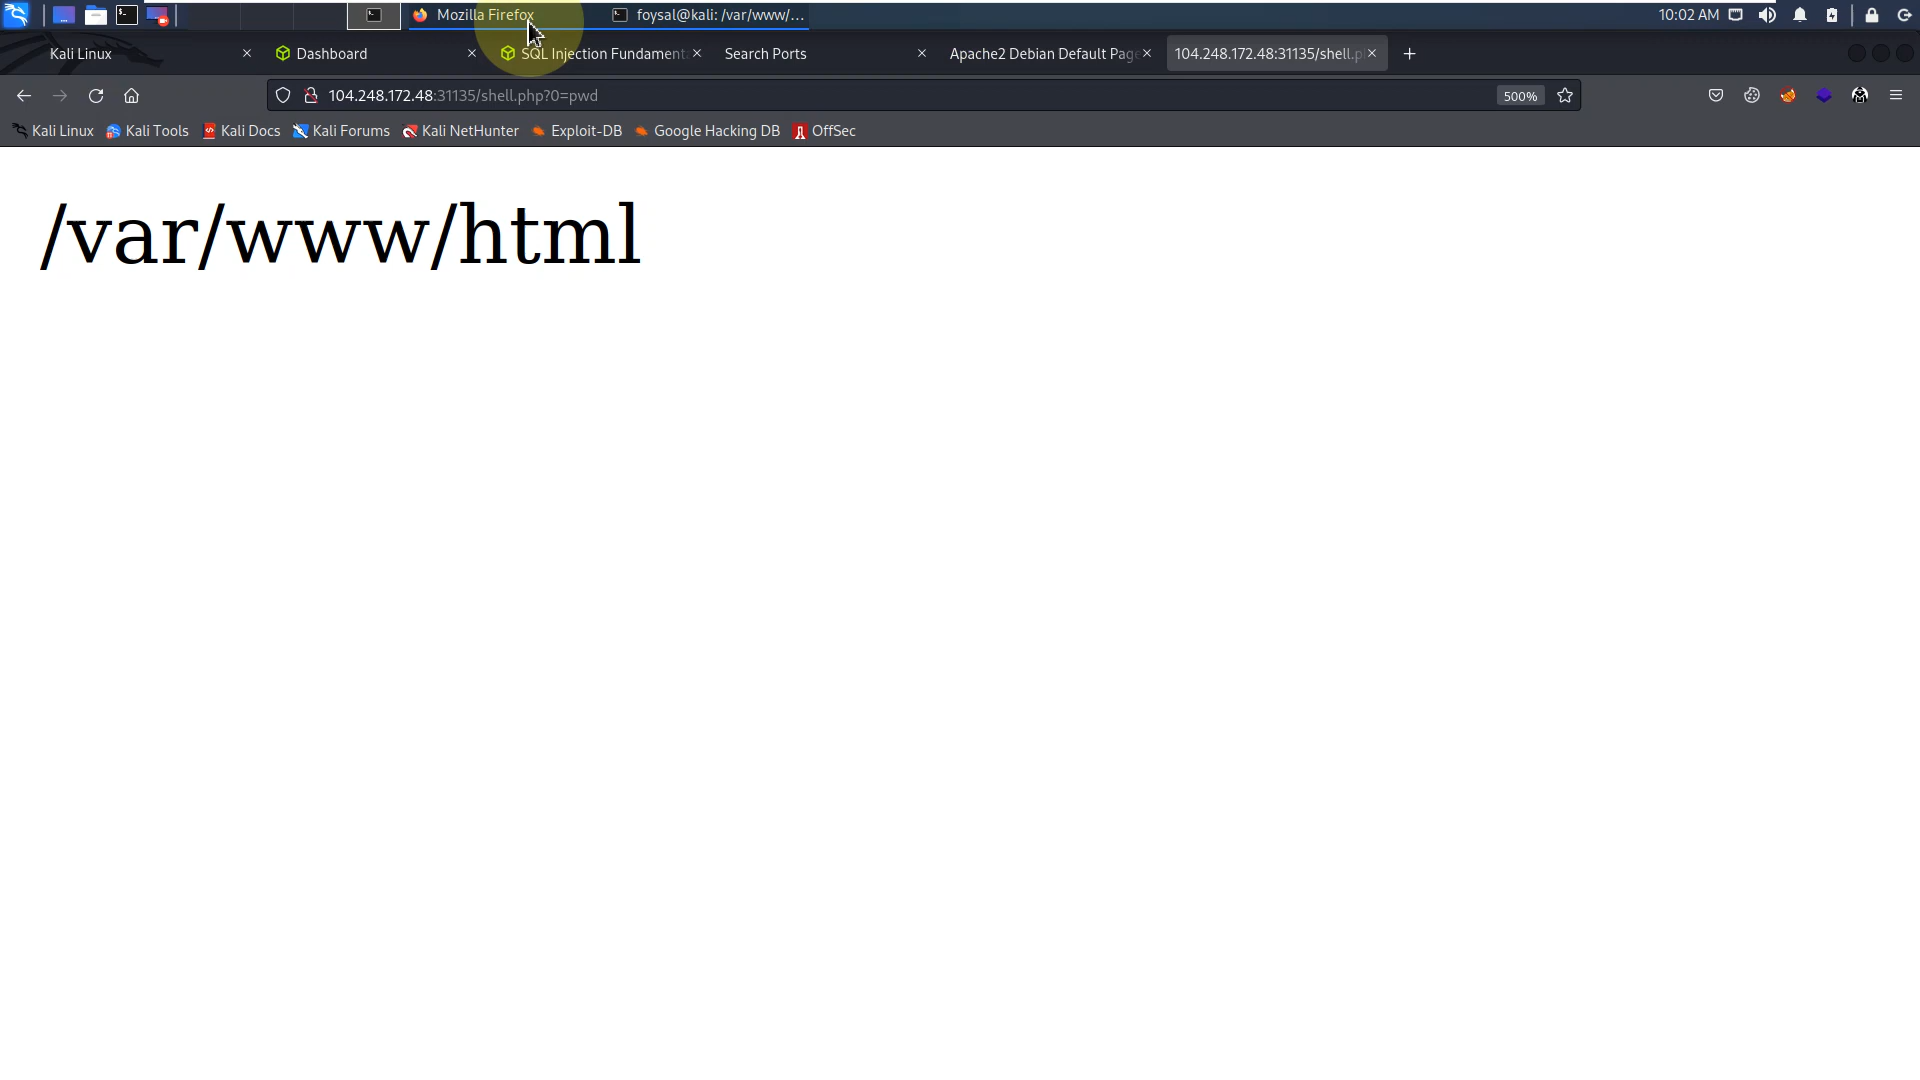 Mozilla Firefox
foysal@kali: /var/www/...
10:02 AM
Kali Linux
Dashboard
SQL Injection Fundament
Search Ports
Apache2 Debian Default Page
104.248.172.48:31135/shell.p
104.248.172.48:31135/shell.php?0=pwd
500%
Kali Linux
Kali Tools
Kali Docs
Kali Forums
Kali NetHunter
Exploit-DB
Google Hacking DB
OffSec
/var/www/html